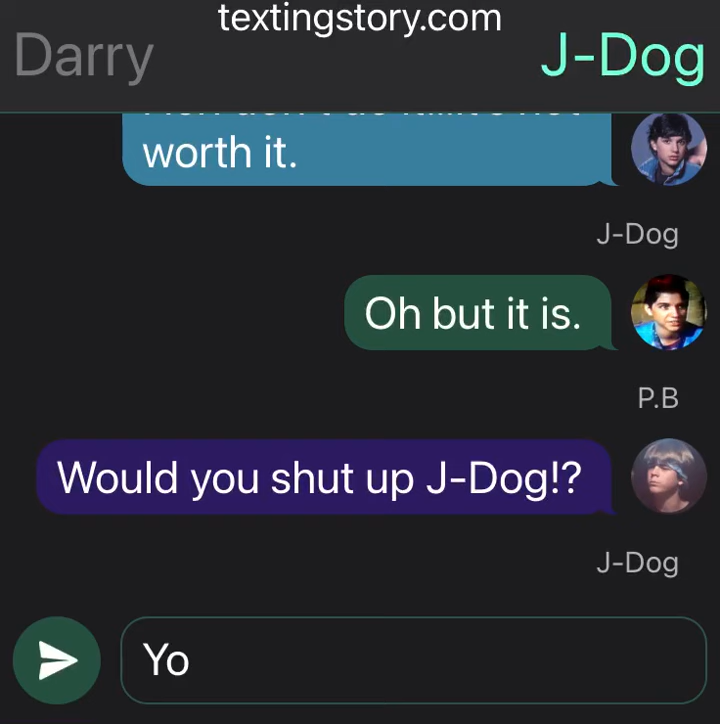 textingstory.com
Darry
J-Dog
worth it.
J-Dog
Oh but it is.
P.B
Would you shut up J-Dog!?
J-Dog
Yo